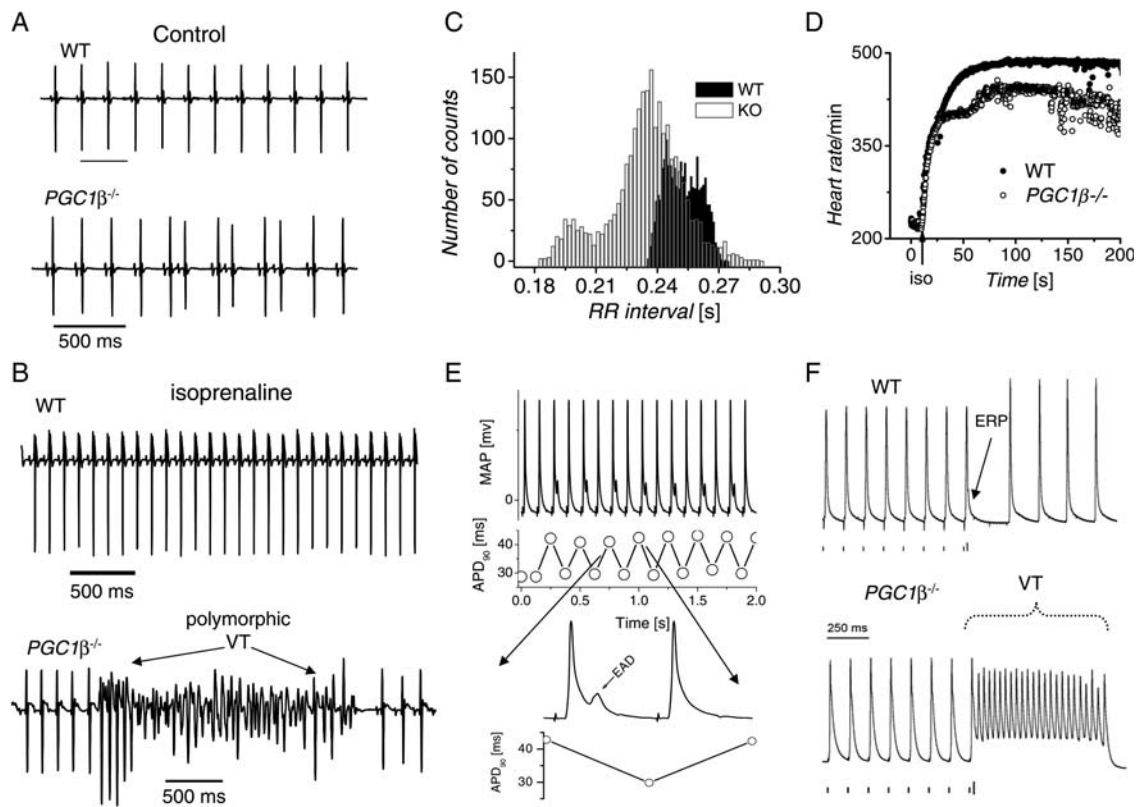 A
Control
WT
PGC1β-/-
500 ms
B
isoprenaline
WT
500 ms
PGC1β-/-
polymorphic
VT
500 ms
C
Number of counts
150
100
50
0
WT
KO
0.18 0.21 0.24 0.27 0.30
RR interval [s]
D
Heart rate/min
500
350
200
WT
PGC1β-/-
0 50 100 150 200
iso
Time [s]
E
MAP [mv]
0
APD90 [ms]
40
30
0.0 0.5 1.0 1.5 2.0
Time [s]
EAD
APD90 [ms]
40
30
F
WT
ERP
PGC1β-/-
VT
250 ms